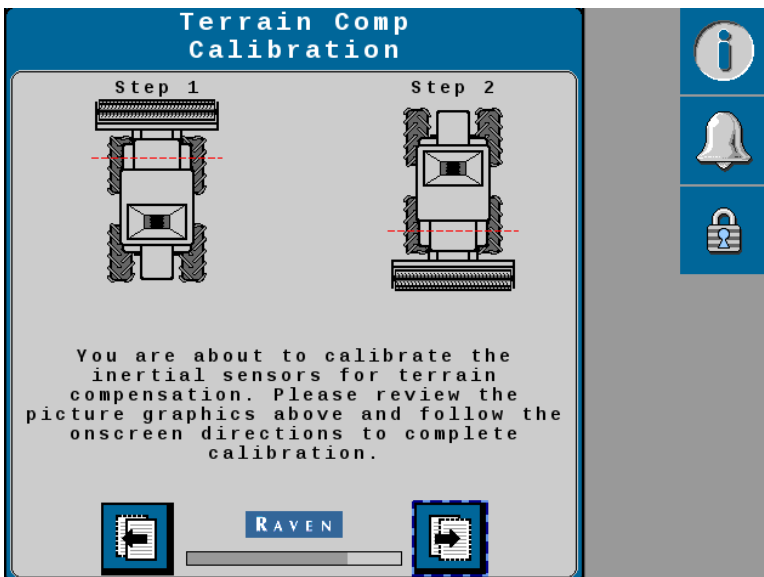 Terrain Comp
Calibration
Step 1
Step 2
You are about to calibrate the
inertial sensors for terrain
compensation. Please review the
picture graphics above and follow the
onscreen directions to complete
calibration.
RAVEN